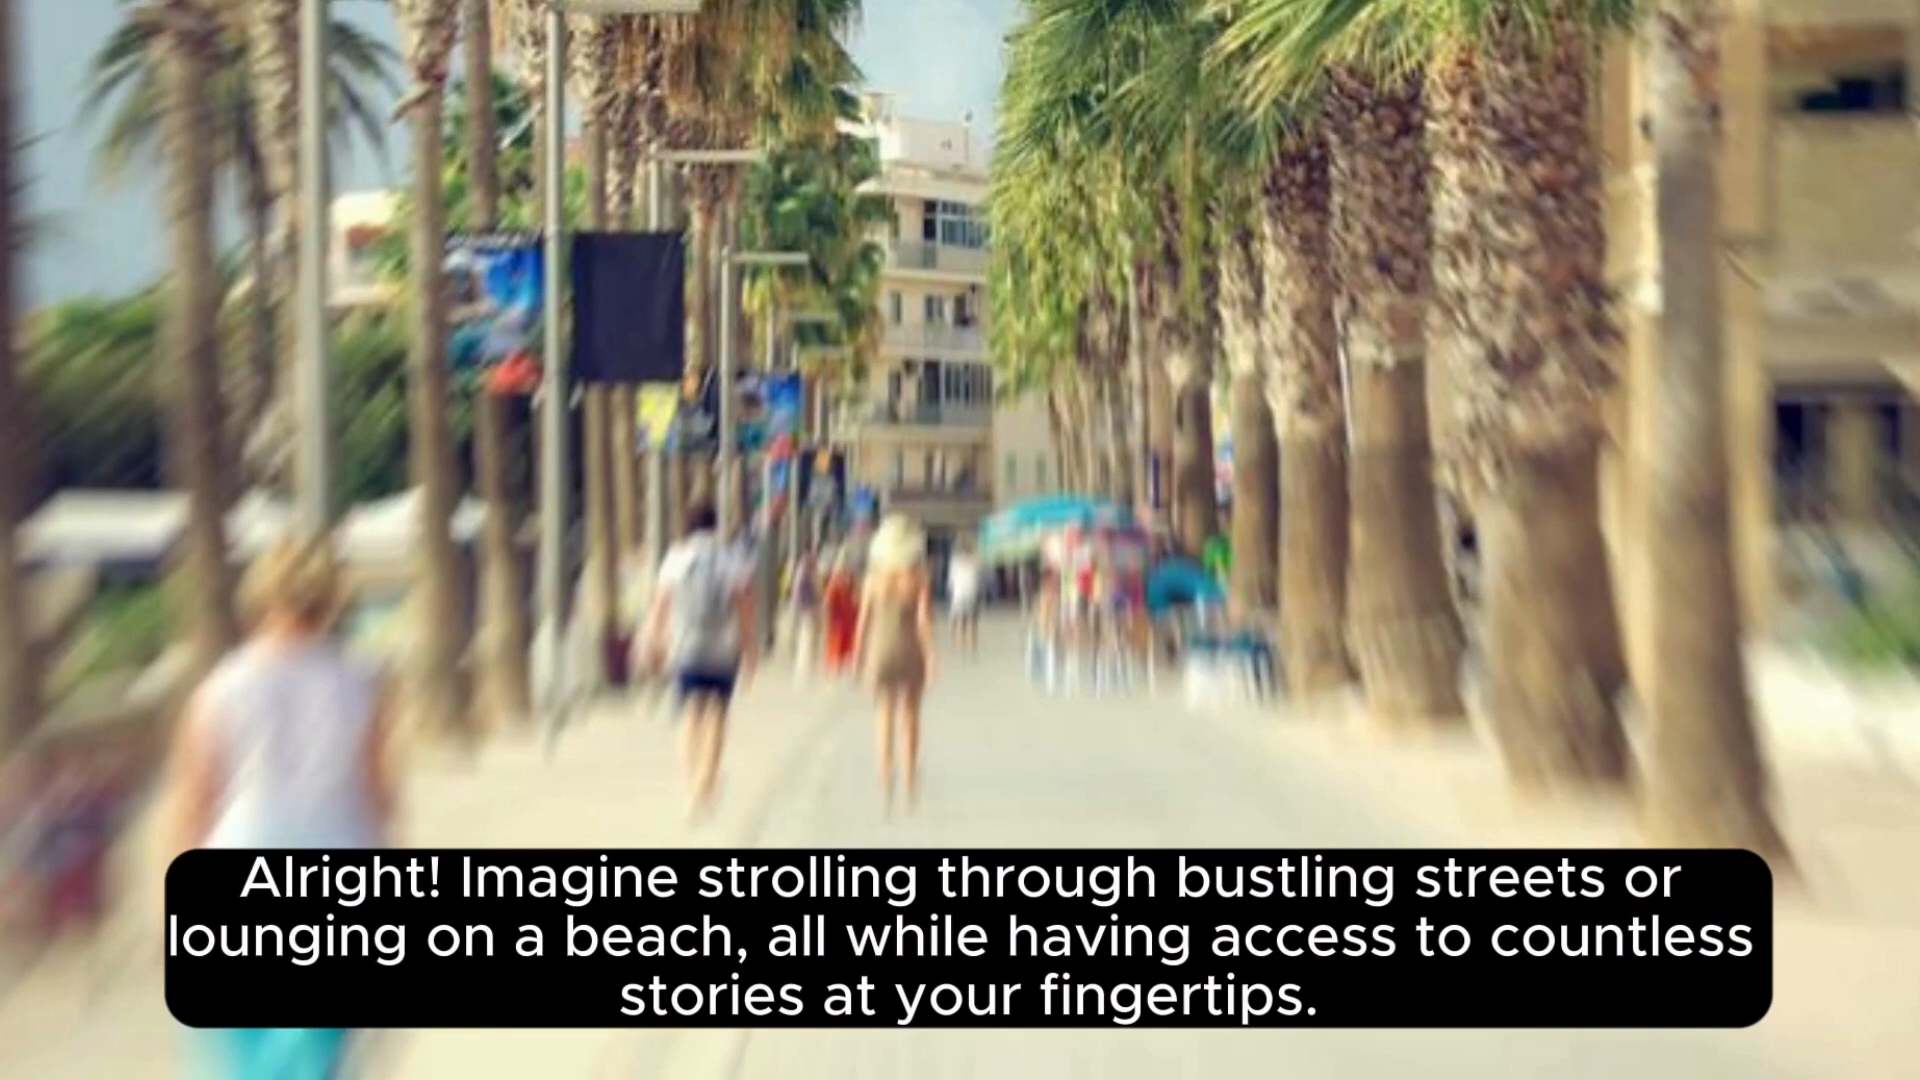 Alright! Imagine strolling through bustling streets or
lounging on a beach, all while having access to countless
stories at your fingertips.